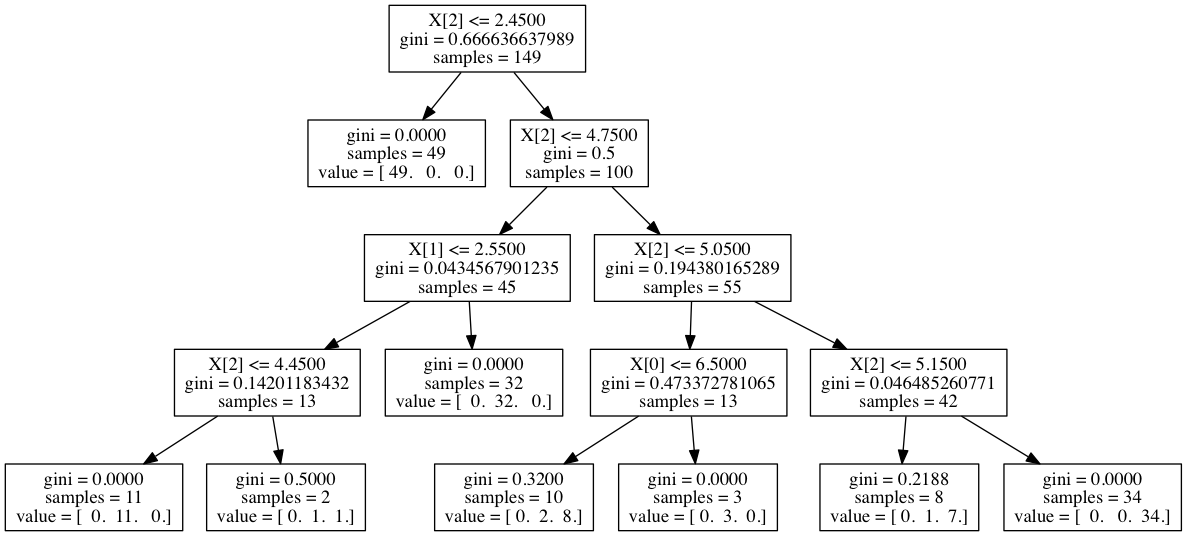 X[2] <= 2.4500
gini = 0.666636637989
samples = 149
gini = 0.0000
samples = 49
value = [ 49. 0. 0.]
X[2] <= 4.7500
gini = 0.5
samples = 100
X[1] <= 2.5500
gini = 0.0434567901235
samples = 45
X[2] <= 5.0500
gini = 0.194380165289
samples = 55
X[2] <= 4.4500
gini = 0.14201183432
samples = 13
gini = 0.0000
samples = 32
value = [ 0. 32. 0.]
X[0] <= 6.5000
gini = 0.473372781065
samples = 13
X[2] <= 5.1500
gini = 0.046485260771
samples = 42
gini = 0.0000
samples = 11
value = [ 0. 11. 0.]
gini = 0.5000
samples = 2
value = [ 0. 1. 1.]
gini = 0.3200
samples = 10
value = [ 0. 2. 8.]
gini = 0.0000
samples = 3
value = [ 0. 3. 0.]
gini = 0.2188
samples = 8
value = [ 0. 1. 7.]
gini = 0.0000
samples = 34
value = [ 0. 0. 34.]